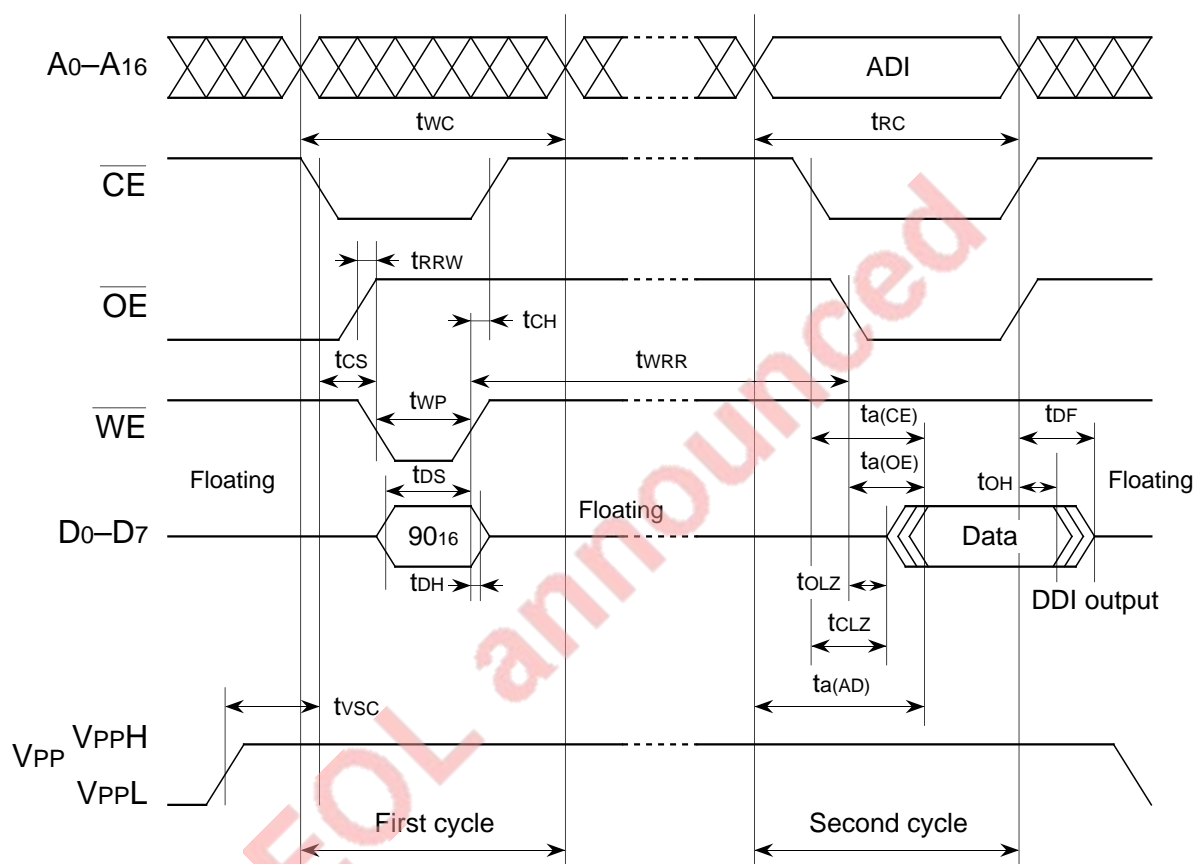 A0–A16
ADI
tWC
tRC
CE
tRRW
OE
tCH
tCS
tWRR
tWP
WE
ta(CE)
tDF
Floating
tDS
ta(OE)
tOH
Floating
Floating
D0–D7
9016
Data
tDH
tOLZ
DDI output
tCLZ
ta(AD)
tVSC
VPP
VPPH
VPPL
First cycle
Second cycle
EOL announced